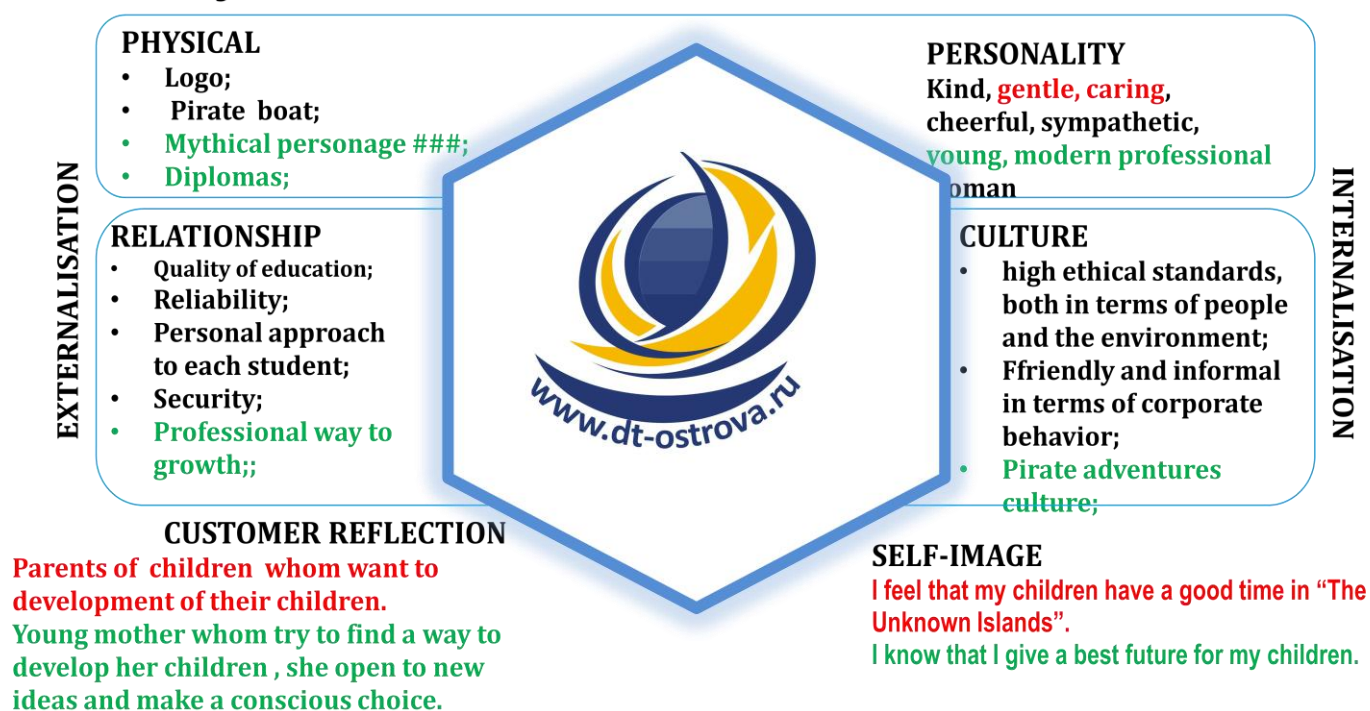 PHYSICAL
• Logo;
• Pirate boat;
• Mythical personage ###;
• Diplomas;
PERSONALITY
Kind, gentle, caring,
cheerful, sympathetic,
young, modern professional
oman
EXTERNALISATION
RELATIONSHIP
• Quality of education;
• Reliability;
• Personal approach
to each student;
• Security;
• Professional way to
growth;;
www.dt-ostrova.ru
CULTURE
• high ethical standards,
both in terms of people
and the environment;
• Ffriendly and informal
in terms of corporate
behavior;
• Pirate adventures
culture;
INTERNALISATION
CUSTOMER REFLECTION
Parents of children whom want to
development of their children.
Young mother whom try to find a way to
develop her children , she open to new
ideas and make a conscious choice.
SELF-IMAGE
I feel that my children have a good time in “The
Unknown Islands”.
I know that I give a best future for my children.